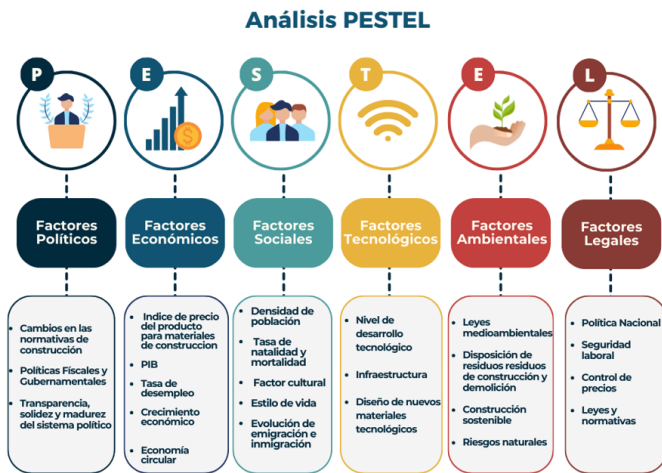 Análisis PESTEL
P
E
S
T
E
L
Factores
Políticos
Factores
Económicos
Factores
Sociales
Factores
Tecnológicos
Factores
Ambientales
Factores
Legales
• Cambios en las
normativas de
construcción
• Políticas Físcales y
Gubernamentales
• Transparencia,
solidez y madurez
del sistema político
• Indice de precio
del producto
para materiales
de construccion
• PIB
• Tasa de
desempleo
• Crecimiento
económico
• Economía
circular
• Densidad de
población
• Tasa de
natalidad y
mortalidad
• Factor cultural
• Estilo de vida
• Evolución de
emigración e
inmigración
• Nivel de
desarrollo
tecnológico
• Infraestructura
• Diseño de nuevos
materiales
tecnológicos
• Leyes
medioambientales
• Disposición de
residuos residuos
de construcción y
demolición
• Construcción
sostenible
• Riesgos naturales
• Política Nacional
• Seguridad
laboral
• Control de
precios
• Leyes y
normativas